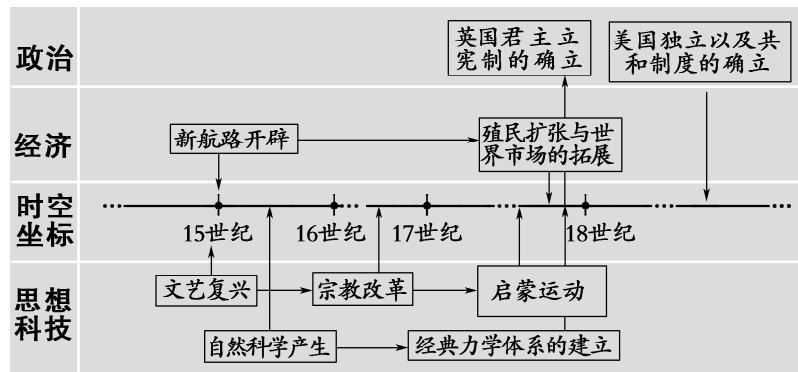 政治
英国君主立
宪制的确立
美国独立以及共
和制度的确立
经济
新航路开辟
殖民扩张与世
界市场的拓展
时空
坐标
15世纪
16世纪
17世纪
18世纪
思想
科技
文艺复兴
宗教改革
启蒙运动
自然科学产生
经典力学体系的建立